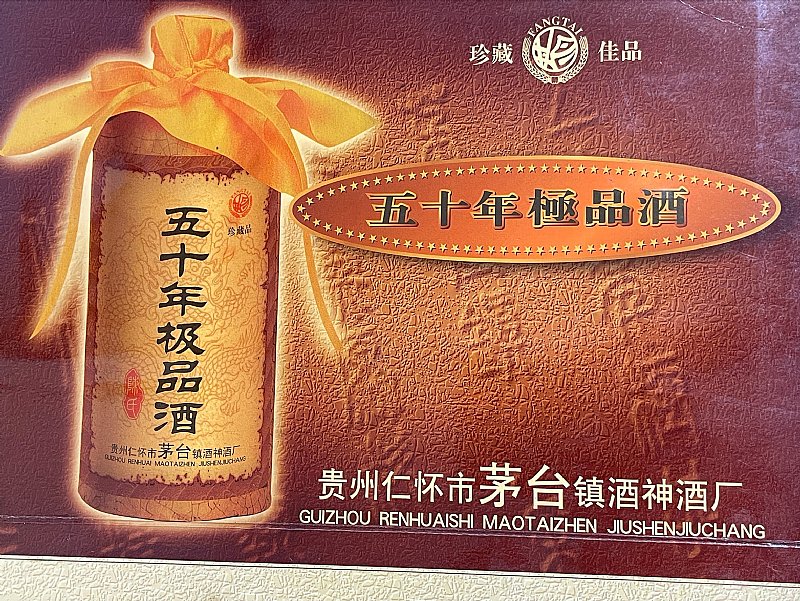 FANGTAI
珍藏 佳品
五十年極品酒
珍藏品
五十年极品酒
陳氏
贵州仁怀市茅台镇酒神酒厂
GUIZHOU RENHUAI MAOTAIZHEN JIUSHENJIUCHANG
贵州仁怀市茅台镇酒神酒厂
GUIZHOU RENHUAISHI MAOTAIZHEN JIUSHENJIUCHANG